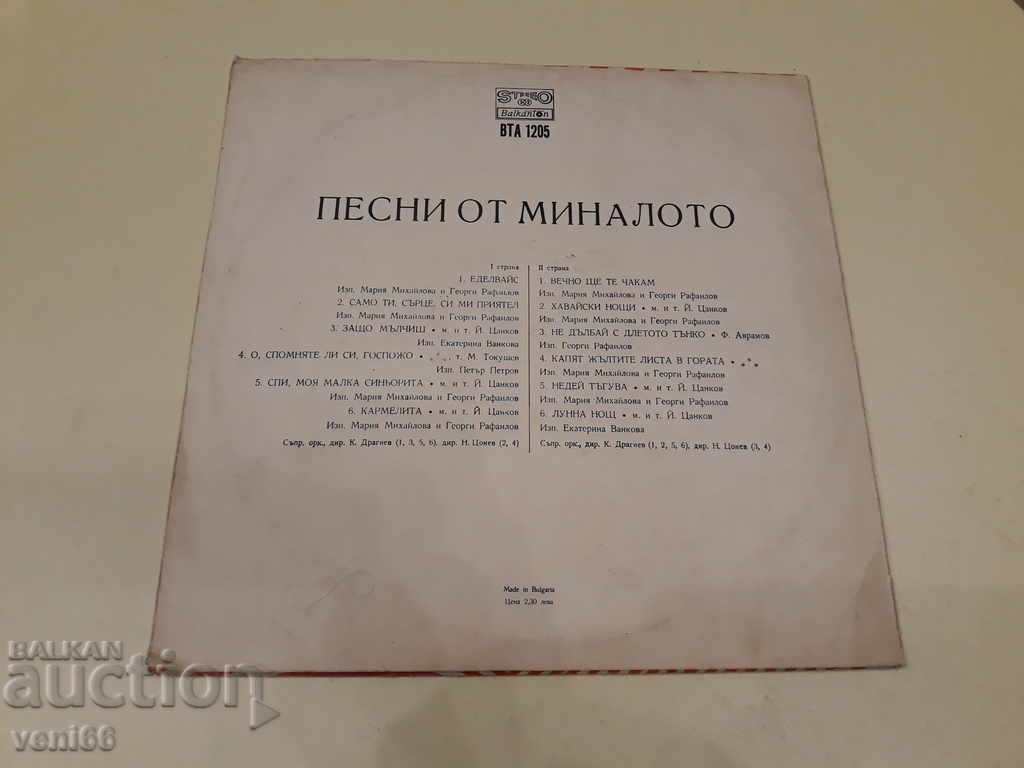 STEREO
Balkanton
ВТА 1205
ПЕСНИ ОТ МИНАЛОТО
I страна
1. ЕДЕЛВАЙС
Изп. Мария Михайлова и Георги Рафаилов
2. САМО ТИ, СЪРЦЕ, СИ МИ ПРИЯТЕЛ
Изп. Мария Михайлова и Георги Рафаилов
3. ЗАЩО МЪЛЧИШ • м. и т. Й. Цанков
Изп. Екатерина Ванкова
4. О, СПОМНЯТЕ ЛИ СИ, ГОСПОЖО • * * *, т. М. Токушев
Изп. Петър Петров
5. СПИ, МОЯ МАЛКА СИНЬОРИТА • м. и т. Й. Цанков
Изп. Мария Михайлова и Георги Рафаилов
6. КАРМЕЛИТА • м. и т. Й. Цанков
Изп. Мария Михайлова и Георги Рафаилов
Съпр. орк., дир. К. Драгнев (1, 3, 5, 6), дир. Н. Цонев (2, 4)
II страна
1. ВЕЧНО ЩЕ ТЕ ЧАКАМ
Изп. Мария Михайлова и Георги Рафаилов
2. ХАВАЙСКИ НОЩИ • м. и т. Й. Цанков
Изп. Мария Михайлова и Георги Рафаилов
3. НЕ ДЪЛБАЙ С ДЛЕТОТО ТЪНКО • Ф. Аврамов
Изп. Георги Рафаилов
4. КАПЯТ ЖЪЛТИТЕ ЛИСТА В ГОРАТА • * * *
Изп. Мария Михайлова и Георги Рафаилов
5. НЕДЕЙ ТЪГУВА • м. и т. Й. Цанков
Изп. Мария Михайлова и Георги Рафаилов
6. ЛУННА НОЩ • м. и т. Й. Цанков
Изп. Екатерина Ванкова
Съпр. орк., дир. К. Драгнев (1, 2, 5, 6), дир. Н. Цонев (3, 4)
Made in Bulgaria
Цена 2,30 лева
BALKAN
auction
veni66